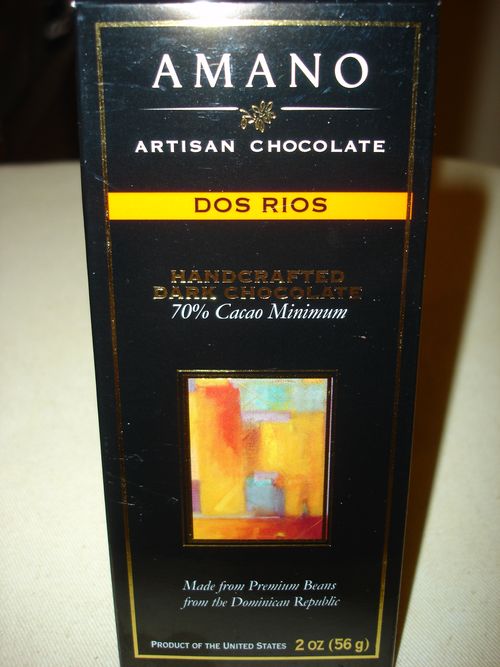 AMANO
ARTISAN CHOCOLATE
DOS RIOS
HANDCRAFTED
DARK CHOCOLATE
70% Cacao Minimum
Made from Premium Beans
from the Dominican Republic
PRODUCT OF THE UNITED STATES 2 OZ (56 g)